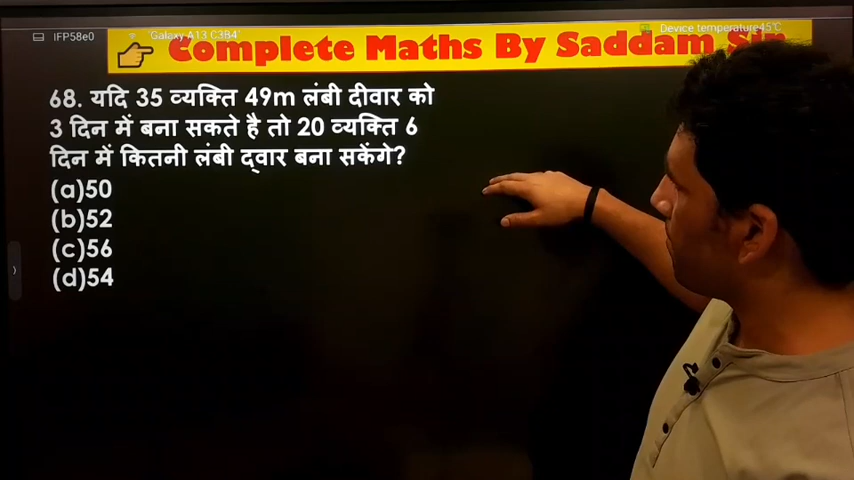 IFP58e0
Galaxy A13 C3B4
Device temperature45°C
Complete Maths By Saddam Sir
68. यदि 35 व्यक्ति 49m लंबी दीवार को
3 दिन में बना सकते है तो 20 व्यक्ति 6
दिन में कितनी लंबी द्वार बना सकेंगे?
(a)50
(b)52
(c)56
(d)54